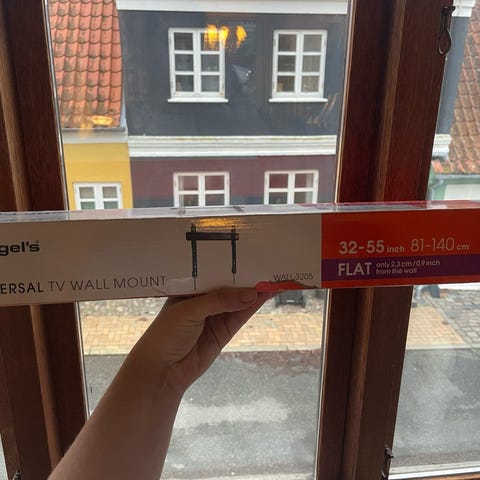 gel's
ERSAL TV WALL MOUNT
WALL 3205
32-55 inch 81-140 cm
FLAT only 2,3 cm / 0.9 inch
from the wall